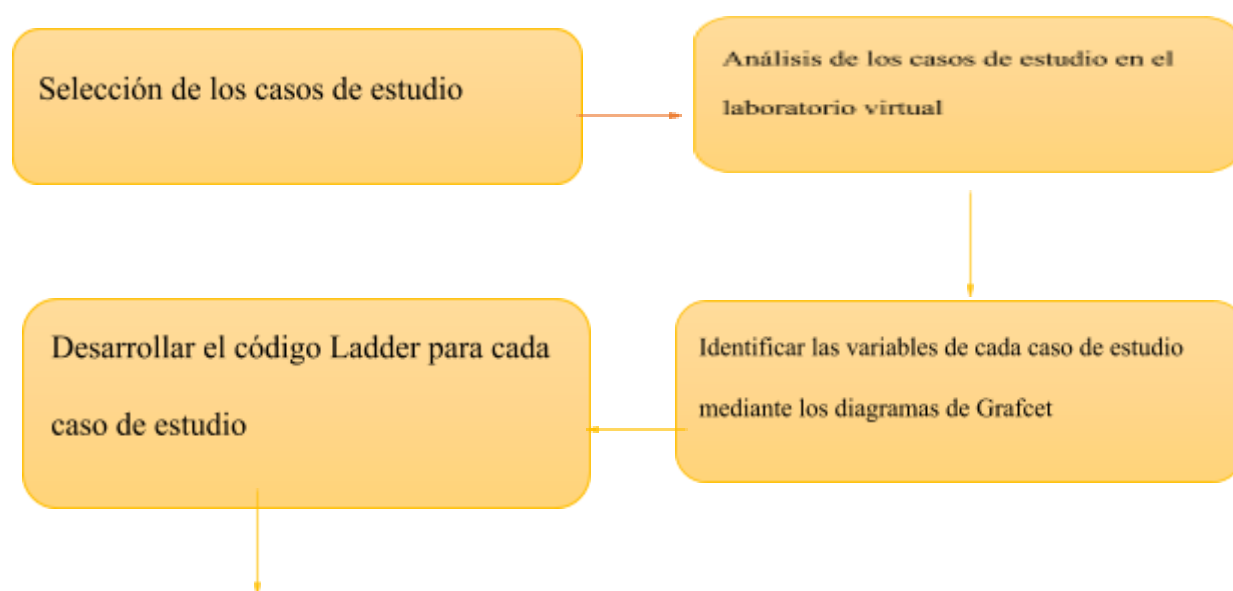 Selección de los casos de estudio
Análisis de los casos de estudio en el
laboratorio virtual
Identificar las variables de cada caso de estudio
mediante los diagramas de Grafcet
Desarrollar el código Ladder para cada
caso de estudio